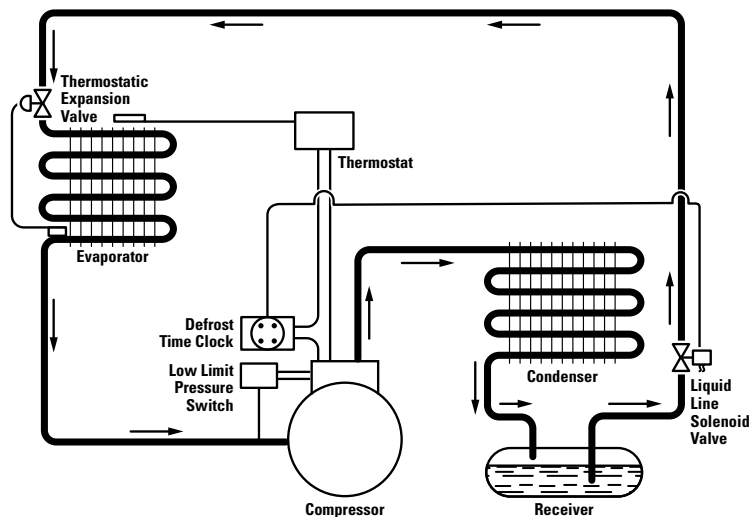 Thermostatic
Expansion
Valve
Thermostat
Evaporator
Defrost
Time Clock
Low Limit
Pressure
Switch
Condenser
Liquid
Line
Solenoid
Valve
Compressor
Receiver